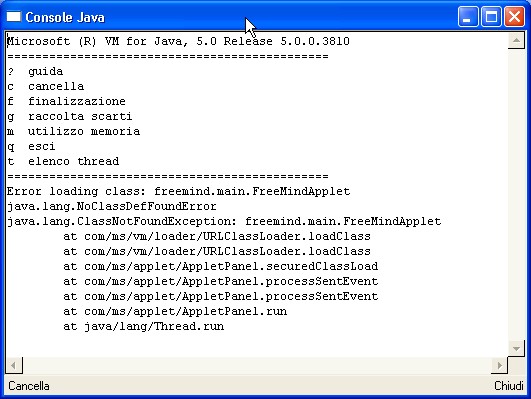 Console Java
Microsoft (R) VM for Java, 5.0 Release 5.0.0.3810
==============================================
?  guida
c  cancella
f  finalizzazione
g  raccolta scarti
m  utilizzo memoria
q  esci
t  elenco thread
==============================================
Error loading class: freemind.main.FreeMindApplet
java.lang.NoClassDefFoundError
java.lang.ClassNotFoundException: freemind.main.FreeMindApplet
        at com/ms/vm/loader/URLClassLoader.loadClass
        at com/ms/vm/loader/URLClassLoader.loadClass
        at com/ms/applet/AppletPanel.securedClassLoad
        at com/ms/applet/AppletPanel.processSentEvent
        at com/ms/applet/AppletPanel.processSentEvent
        at com/ms/applet/AppletPanel.run
        at java/lang/Thread.run
Cancella Chiudi